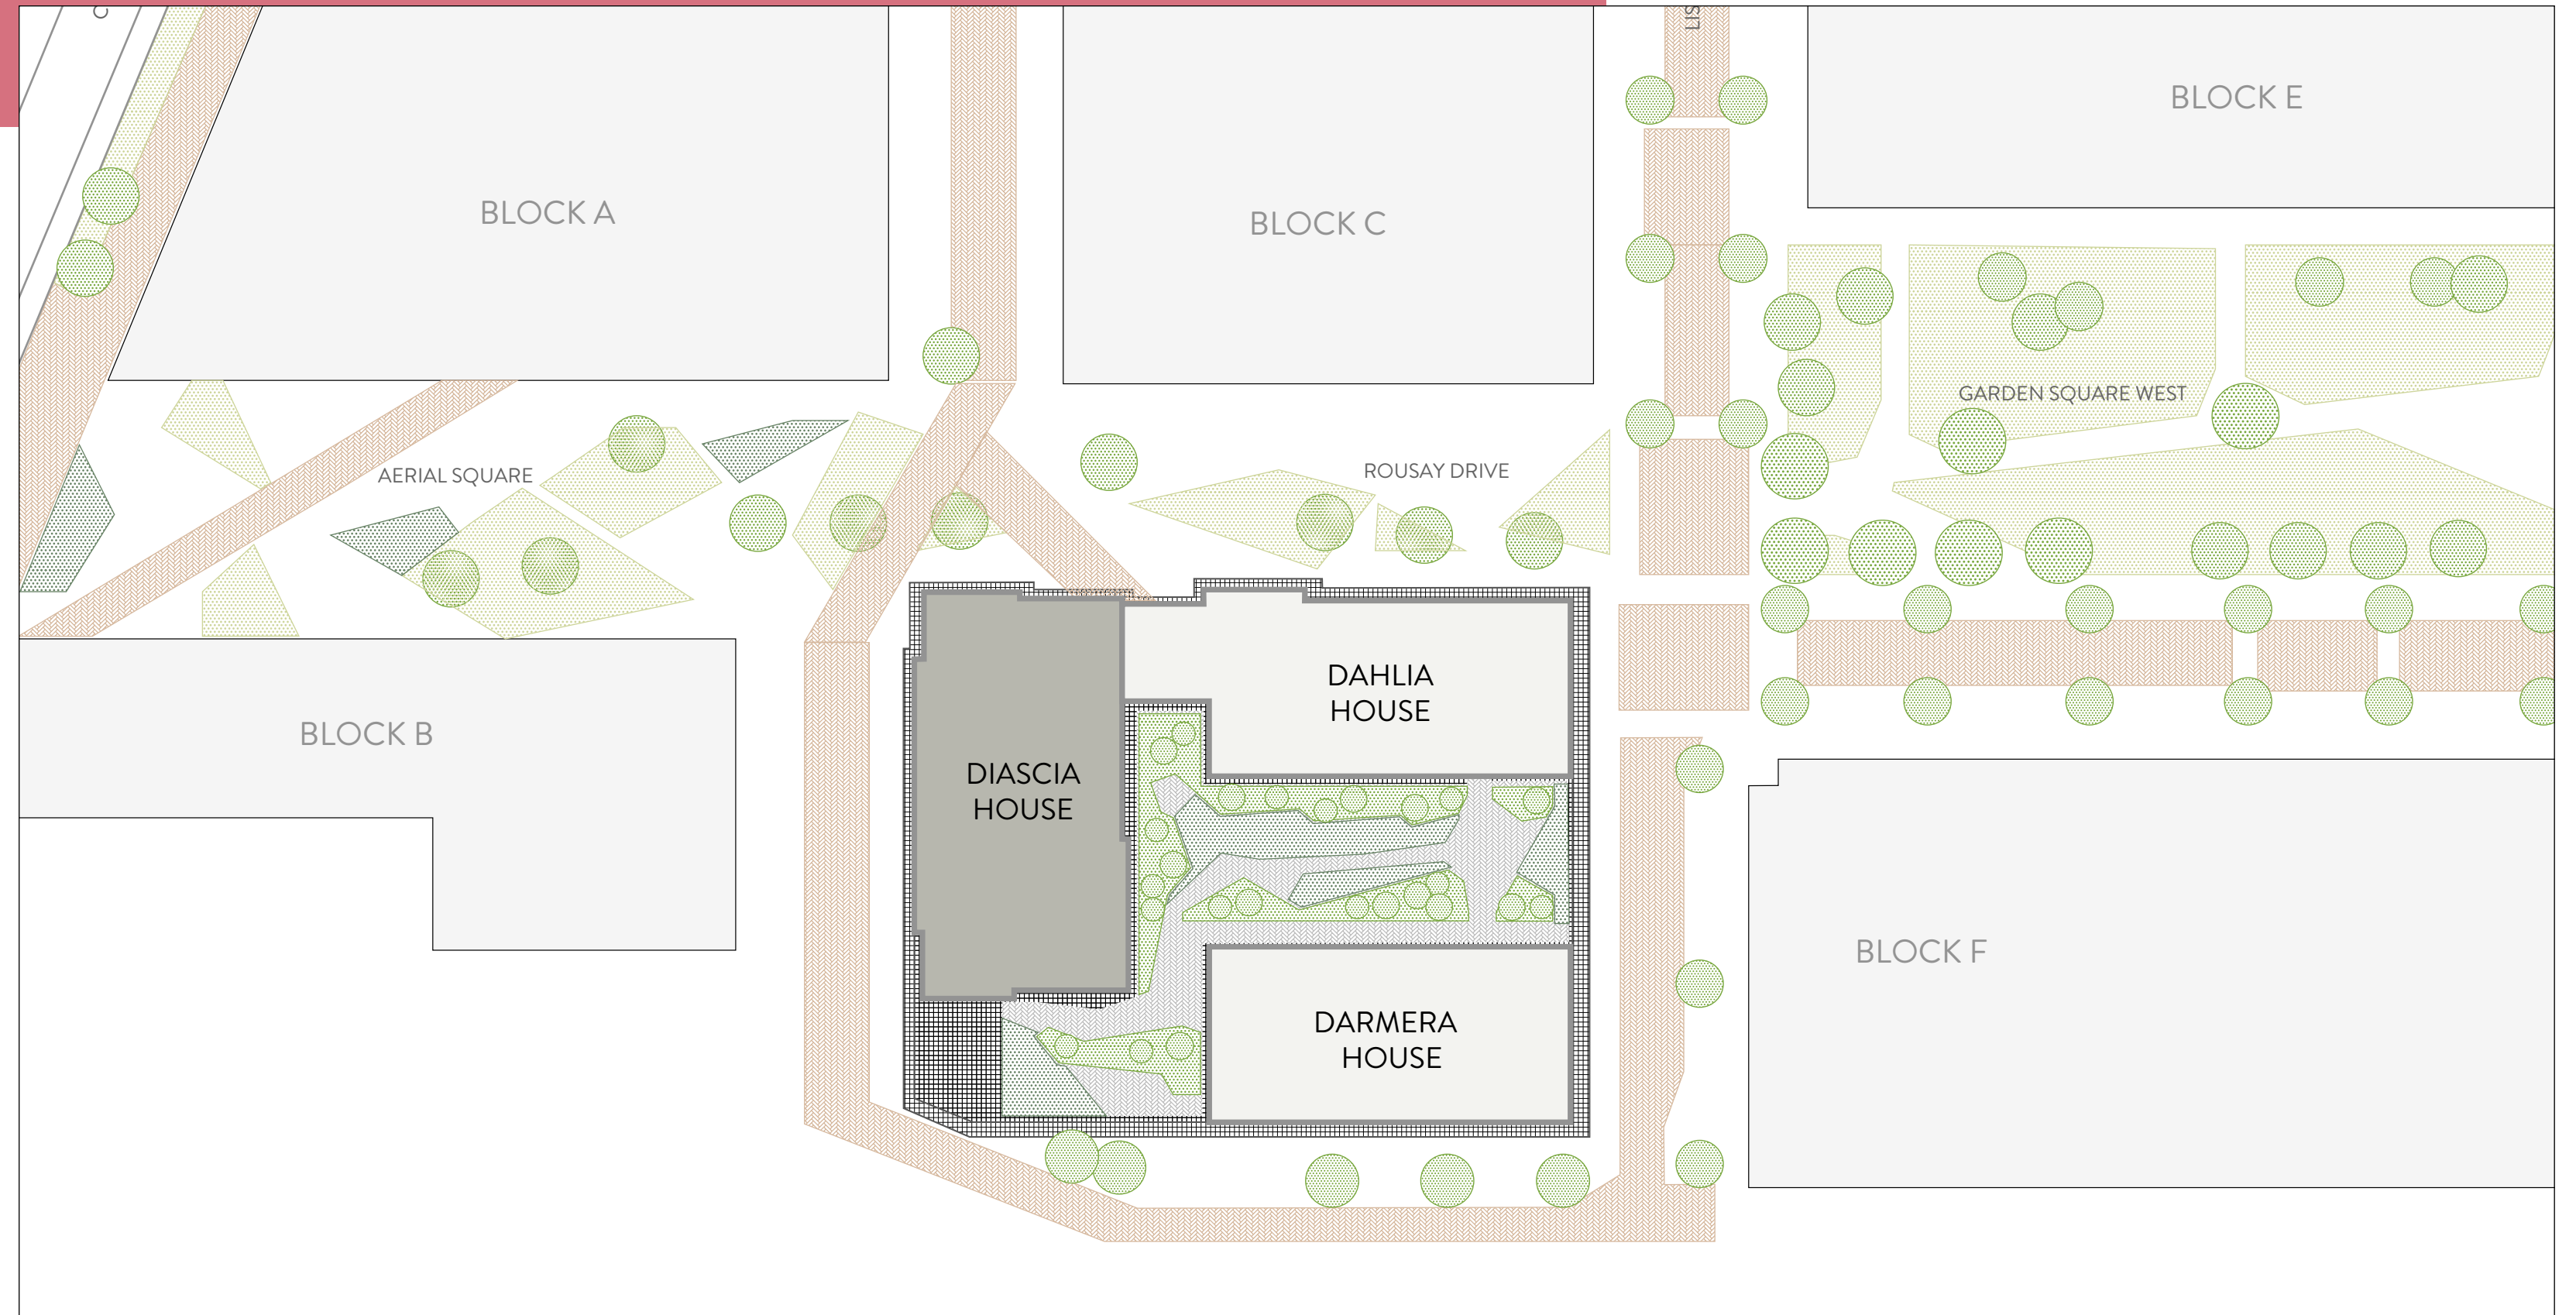 BLOCK E
BLOCK A
BLOCK C
GARDEN SQUARE WEST
AERIAL SQUARE
ROUSAY DRIVE
DAHLIA
HOUSE
BLOCK B
DIASCIA
HOUSE
BLOCK F
DARMERA
HOUSE